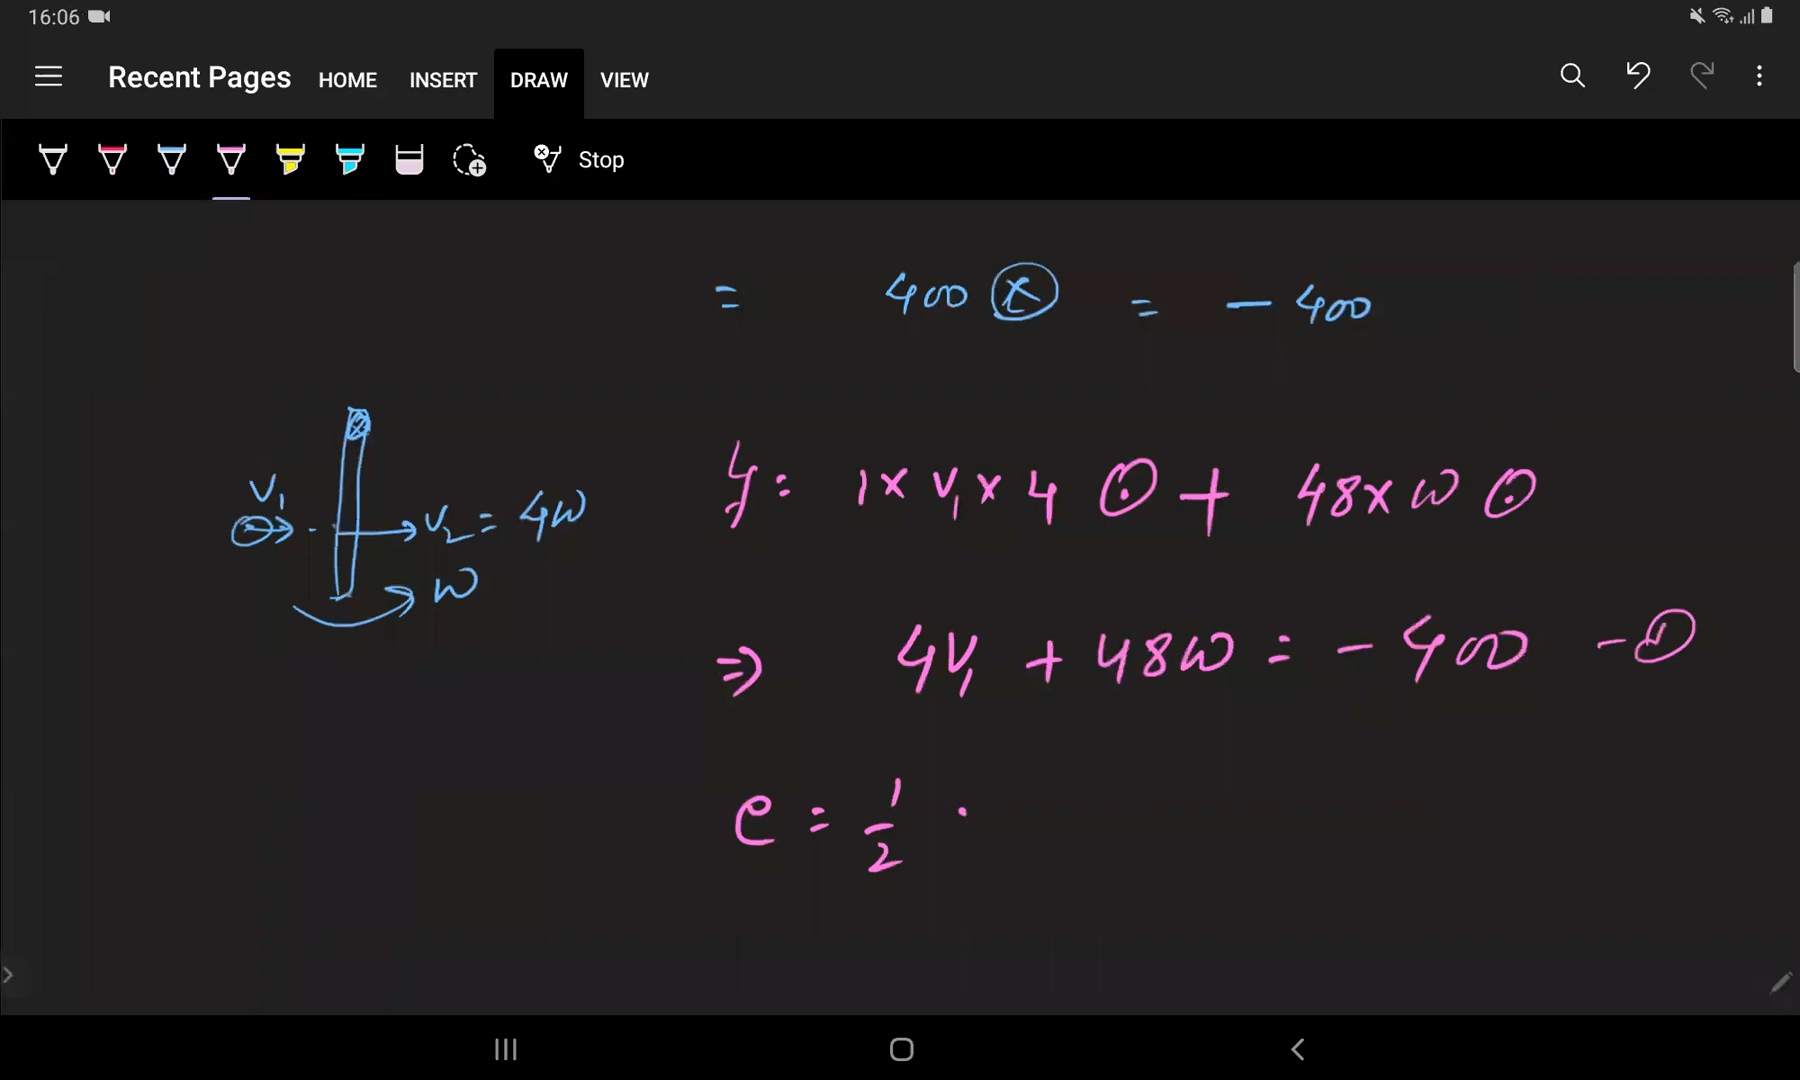 16:06
Recent Pages HOME INSERT DRAW VIEW
Stop
= 400 ⊗ = - 400
V₁
V₂ = 4ω
ω
Lf = 1 × V₁ × 4 ⊙ + 48 × ω ⊙
⇒ 4V₁ + 48ω = - 400 - ①
e = 1/2 .